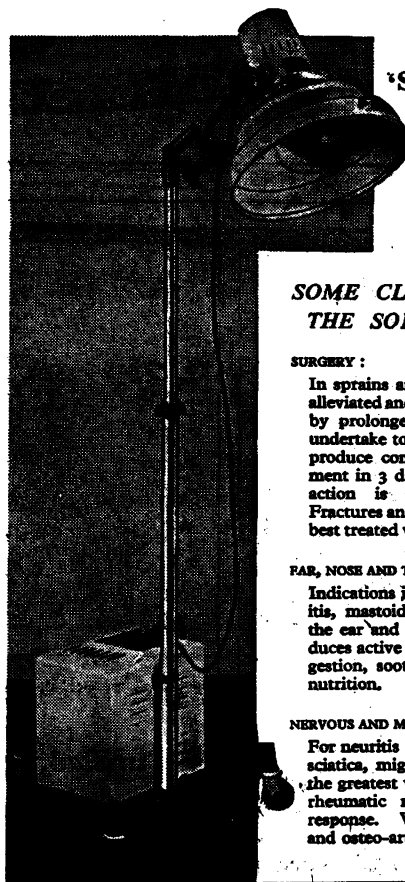 'S
SOME CL
THE SOI
SURGERY :
In sprains a
alleviated and
by prolonge
undertake to
produce con
ment in 3 d
action is
Fractures an
best treated
EAR, NOSE AND T
Indications
itis, mastoid
the ear and
duces active
gestion, soot
nutrition.
NERVOUS AND M
For neuritis
sciatica, mig
the greatest
rheumatic
response.
and osteo-ar